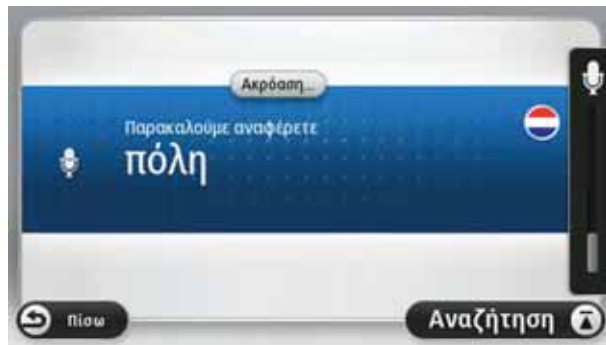 Ακρόαση...
Παρακαλούμε αναφέρετε
πόλη
Πίσω
Αναζήτηση